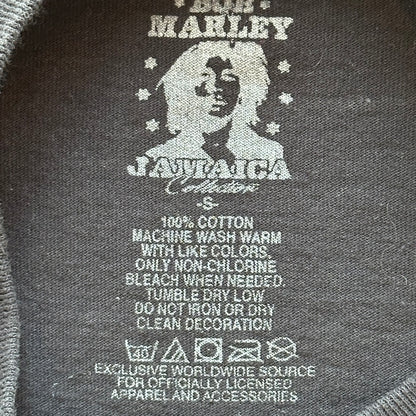 * BOB *
MARLEY
JAMAICA
Collection
-S-
100% COTTON
MACHINE WASH WARM
WITH LIKE COLORS.
ONLY NON-CHLORINE
BLEACH WHEN NEEDED.
TUMBLE DRY LOW
DO NOT IRON OR DRY
CLEAN DECORATION
40
EXCLUSIVE WORLDWIDE SOURCE
FOR OFFICIALLY LICENSED
APPAREL AND ACCESSORIES